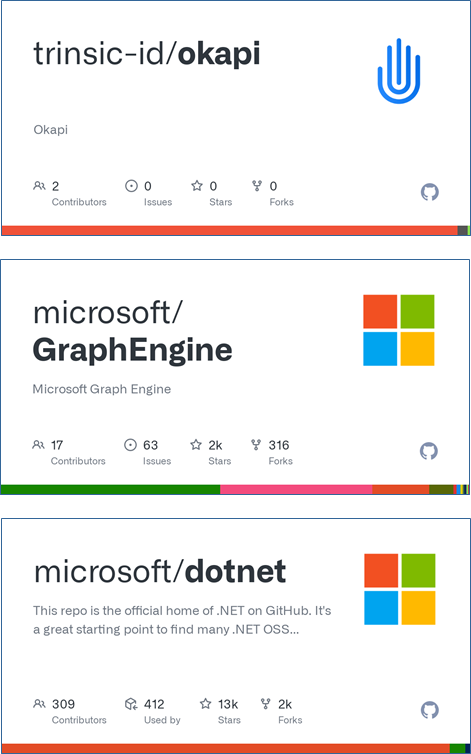 trinsic-id/okapi
Okapi
2 0 0 0
Contributors Issues Stars Forks
microsoft/
GraphEngine
Microsoft Graph Engine
17 63 2k 316
Contributors Issues Stars Forks
microsoft/dotnet
This repo is the official home of .NET on GitHub. It's
a great starting point to find many .NET OSS...
309 412 13k 2k
Contributors Used by Stars Forks